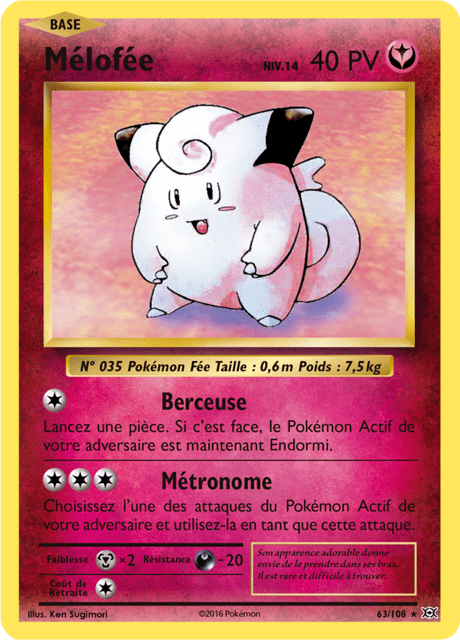 BASE
Mélofée NIV.14 40 PV
N° 035 Pokémon Fée Taille : 0,6 m Poids : 7,5 kg
Berceuse
Lancez une pièce. Si c'est face, le Pokémon Actif de
votre adversaire est maintenant Endormi.
Métronome
Choisissez l'une des attaques du Pokémon Actif de
votre adversaire et utilisez-la en tant que cette attaque.
Faiblesse ×2 Résistance -20
Coût de
Retraite
Son apparence adorable donne
envie de le prendre dans ses bras.
Il est rare et difficile à trouver.
Illus. Ken Sugimori ©2016 Pokémon 63/108 ★